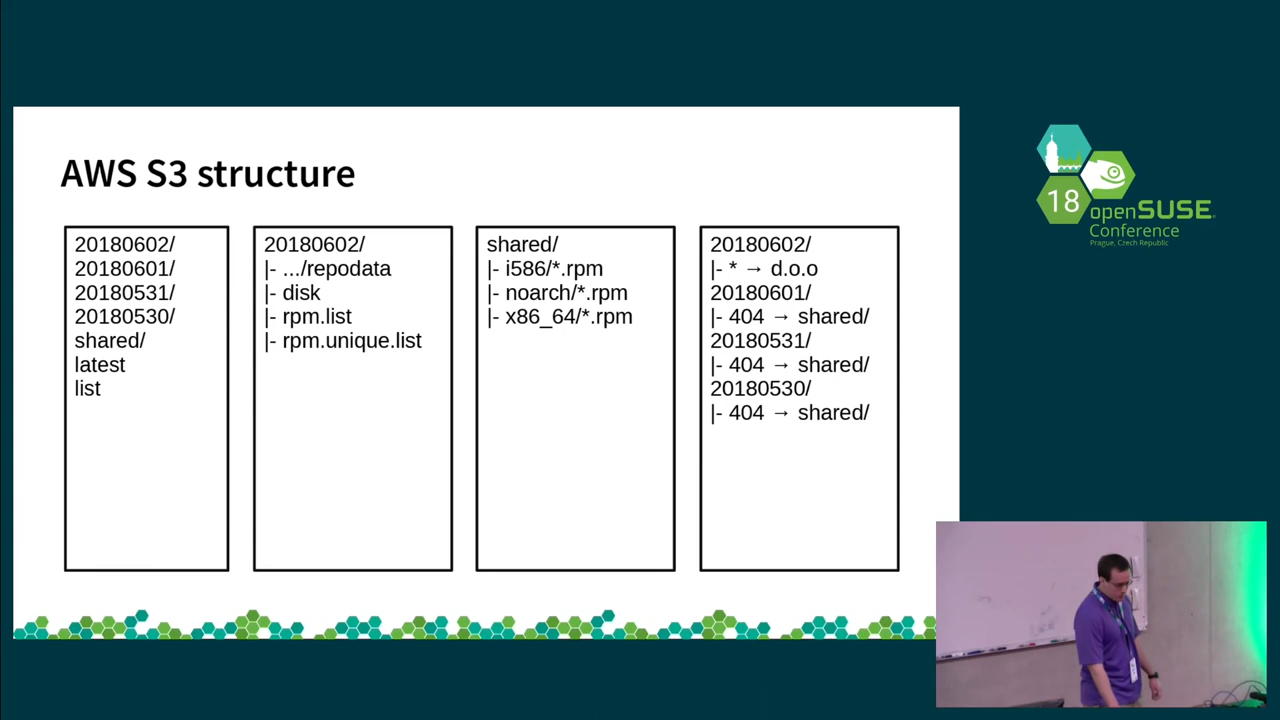 AWS S3 structure
20180602/
20180601/
20180531/
20180530/
shared/
latest
list
20180602/
|- .../repodata
|- disk
|- rpm.list
|- rpm.unique.list
shared/
|- i586/*.rpm
|- noarch/*.rpm
|- x86_64/*.rpm
20180602/
|- * → d.o.o
20180601/
|- 404 → shared/
20180531/
|- 404 → shared/
20180530/
|- 404 → shared/
18
openSUSE
Conference
Prague, Czech Republic